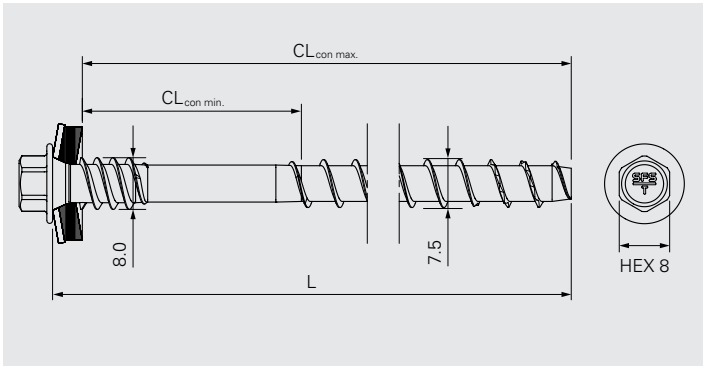 CLcon max.
CLcon min.
8.0
7.5
L
SFS
T
HEX 8